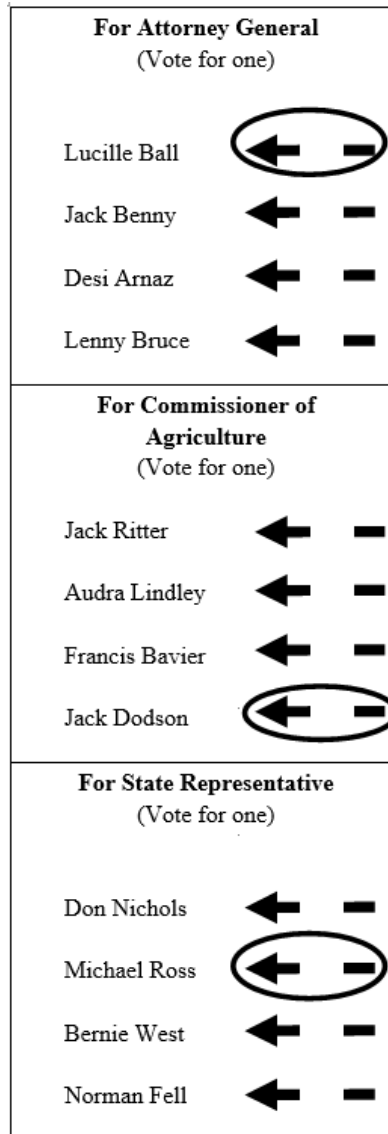 For Attorney General
(Vote for one)
Lucille Ball
Jack Benny
Desi Arnaz
Lenny Bruce
For Commissioner of
Agriculture
(Vote for one)
Jack Ritter
Audra Lindley
Francis Bavier
Jack Dodson
For State Representative
(Vote for one)
Don Nichols
Michael Ross
Bernie West
Norman Fell